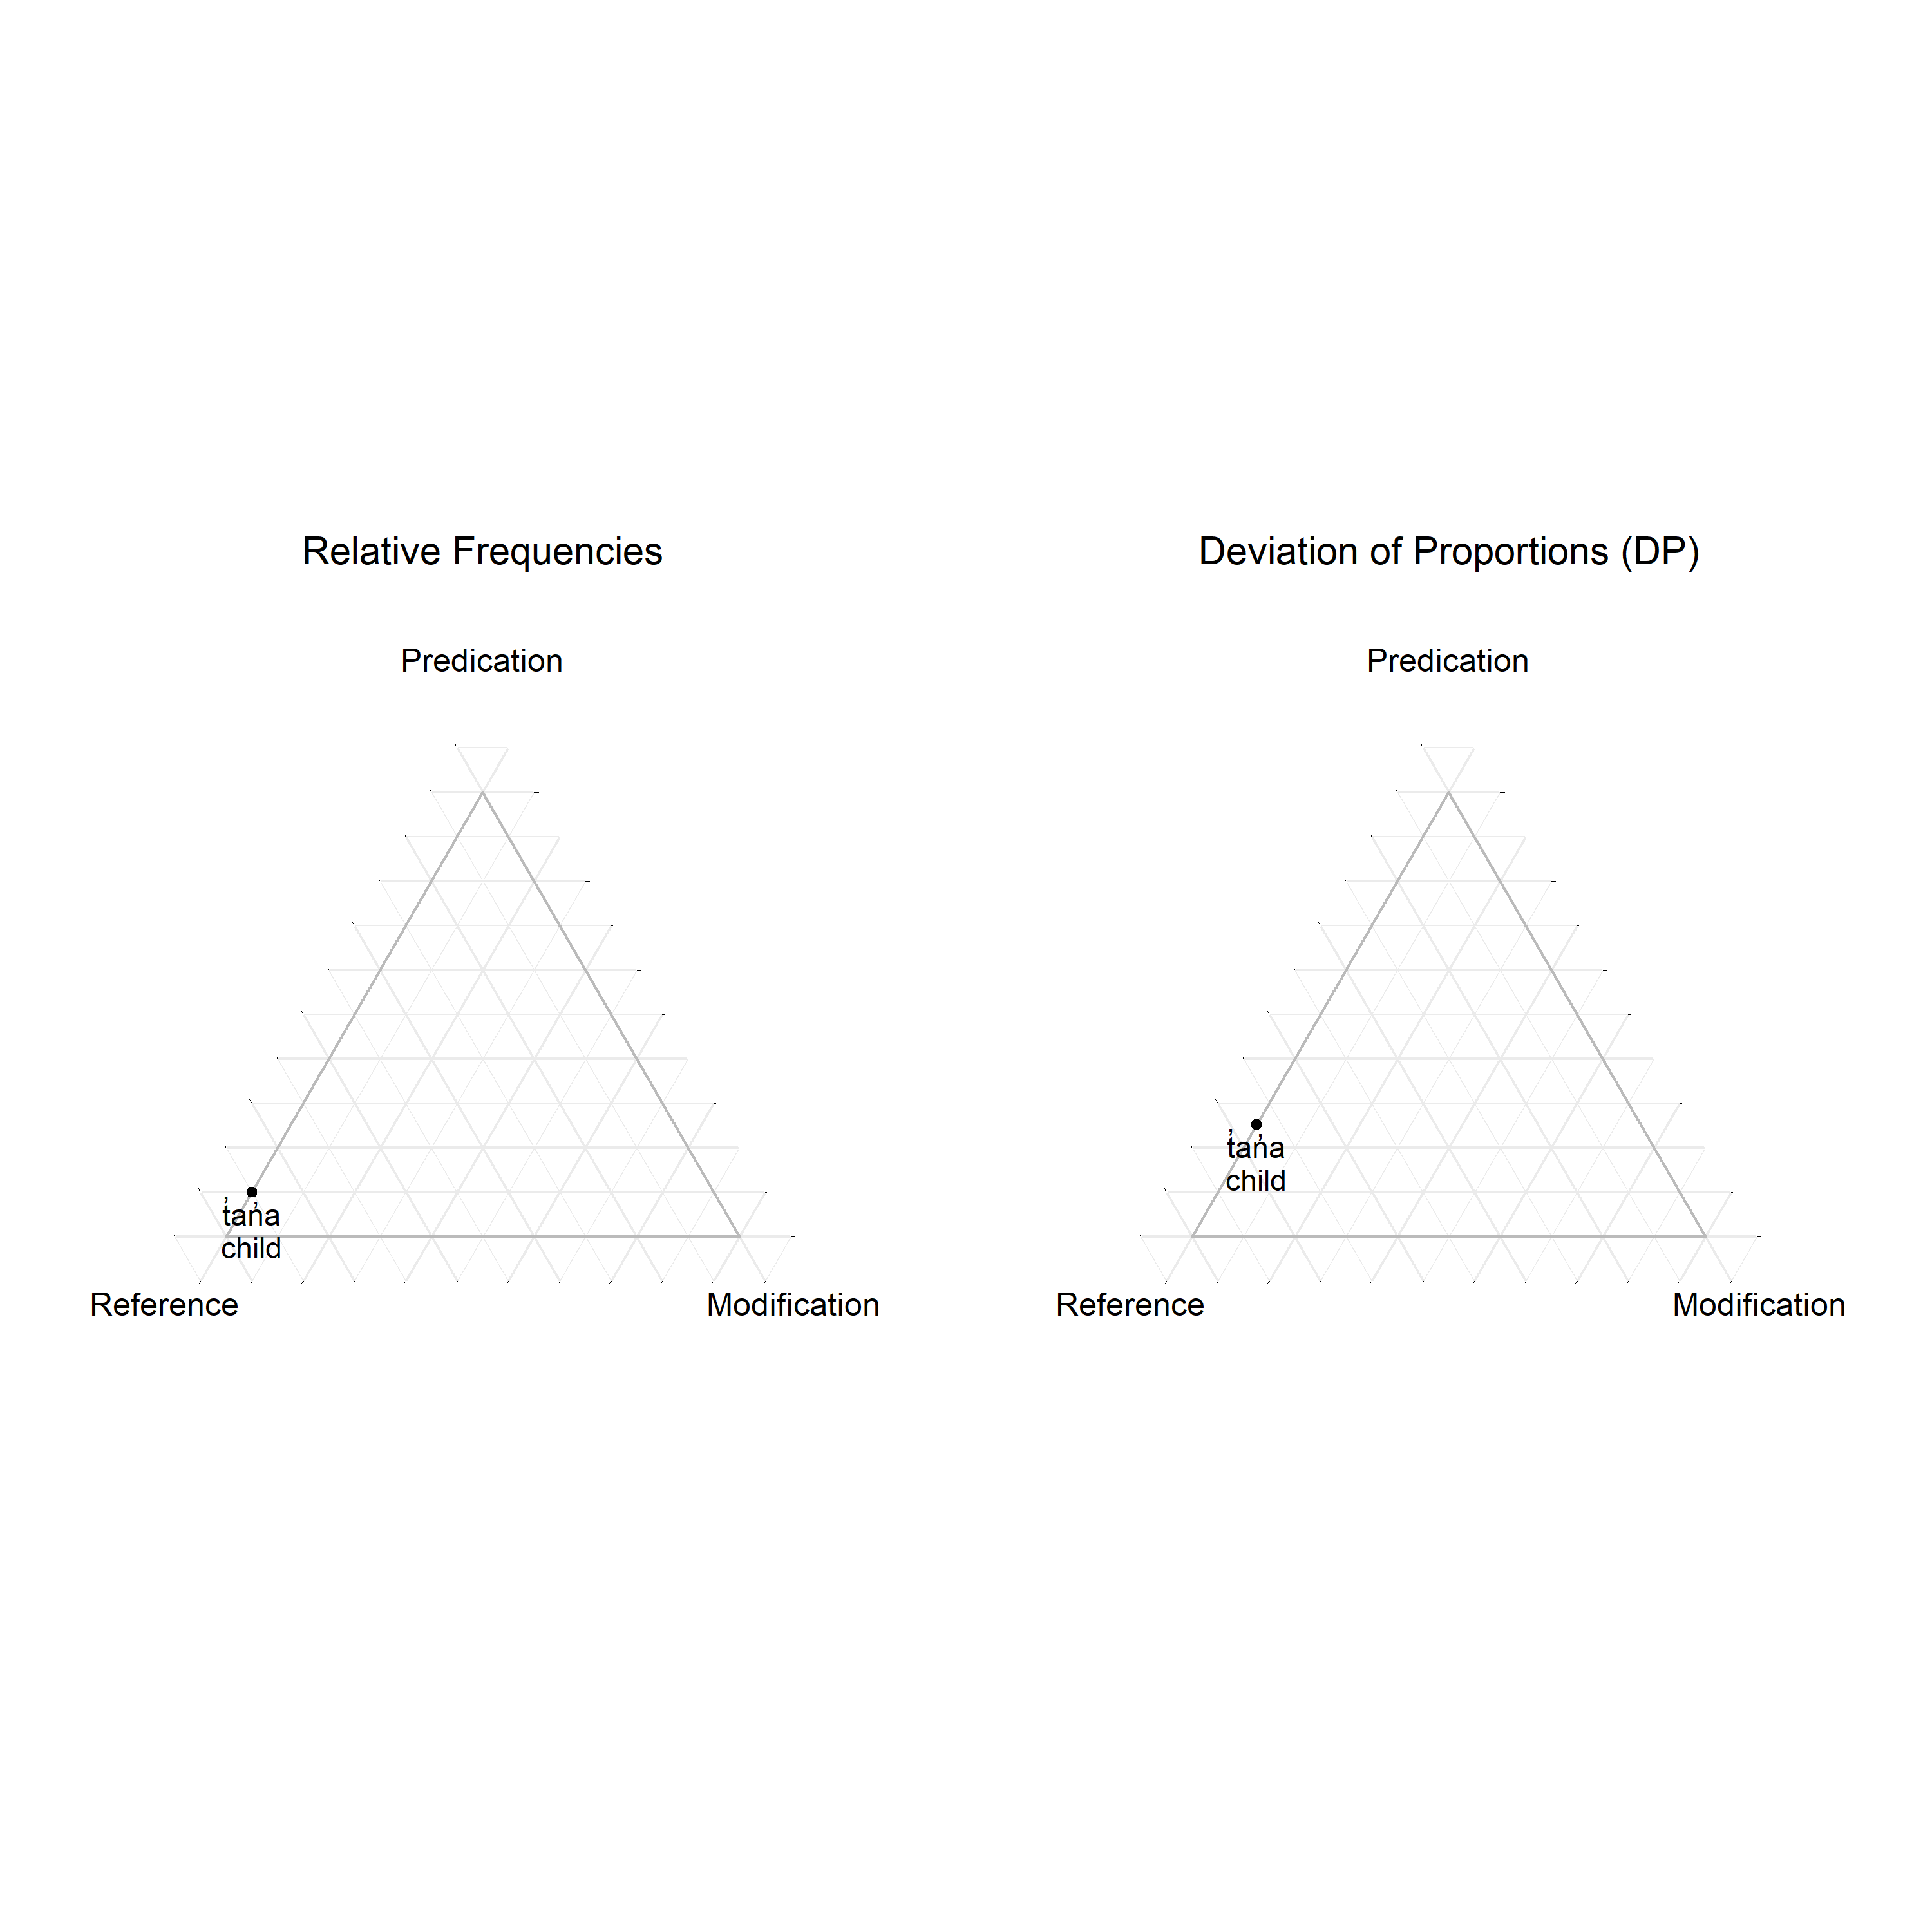 Relative Frequencies
Predication
t̓an̓a
child
Reference
Modification
Deviation of Proportions (DP)
Predication
t̓an̓a
child
Reference
Modification